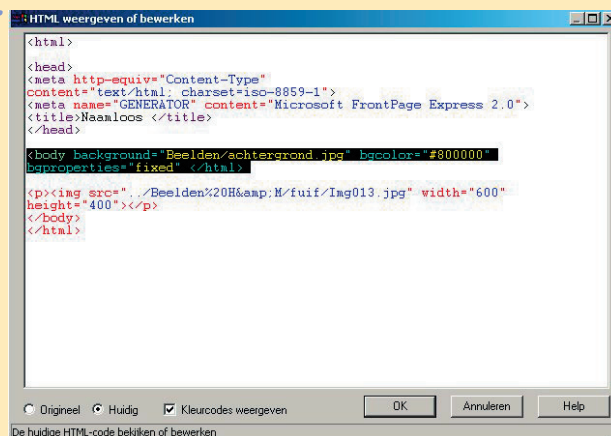 HTML weergeven of bewerken
<html>
<head>
<meta http-equiv="Content-Type"
content="text/html; charset=iso-8859-1">
<meta name="GENERATOR" content="Microsoft FrontPage Express 2.0">
<title>Naamloos </title>
</head>
<body background="Beelden/achtergrond.jpg" bgcolor="#800000"
bgproperties="fixed" </html>
<p><img src="../Beelden%20H&amp;M/fuif/Img013.jpg" width="600"
height="400"></p>
</body>
</html>
Origineel Huidig Kleurcodes weergeven OK Annuleren Help
De huidige HTML-code bekijken of bewerken